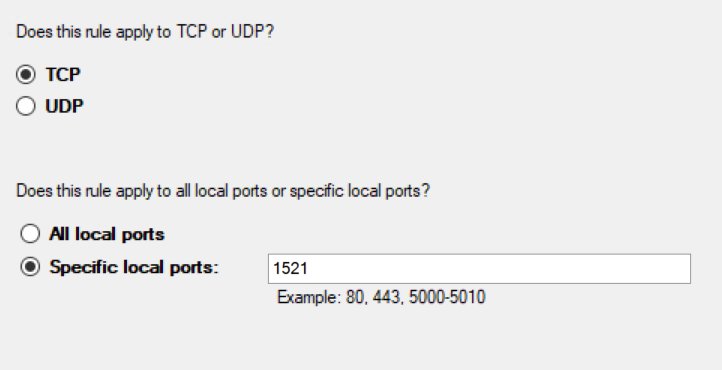 Does this rule apply to TCP or UDP?
TCP
UDP
Does this rule apply to all local ports or specific local ports?
All local ports
Specific local ports: 1521
Example: 80, 443, 5000-5010